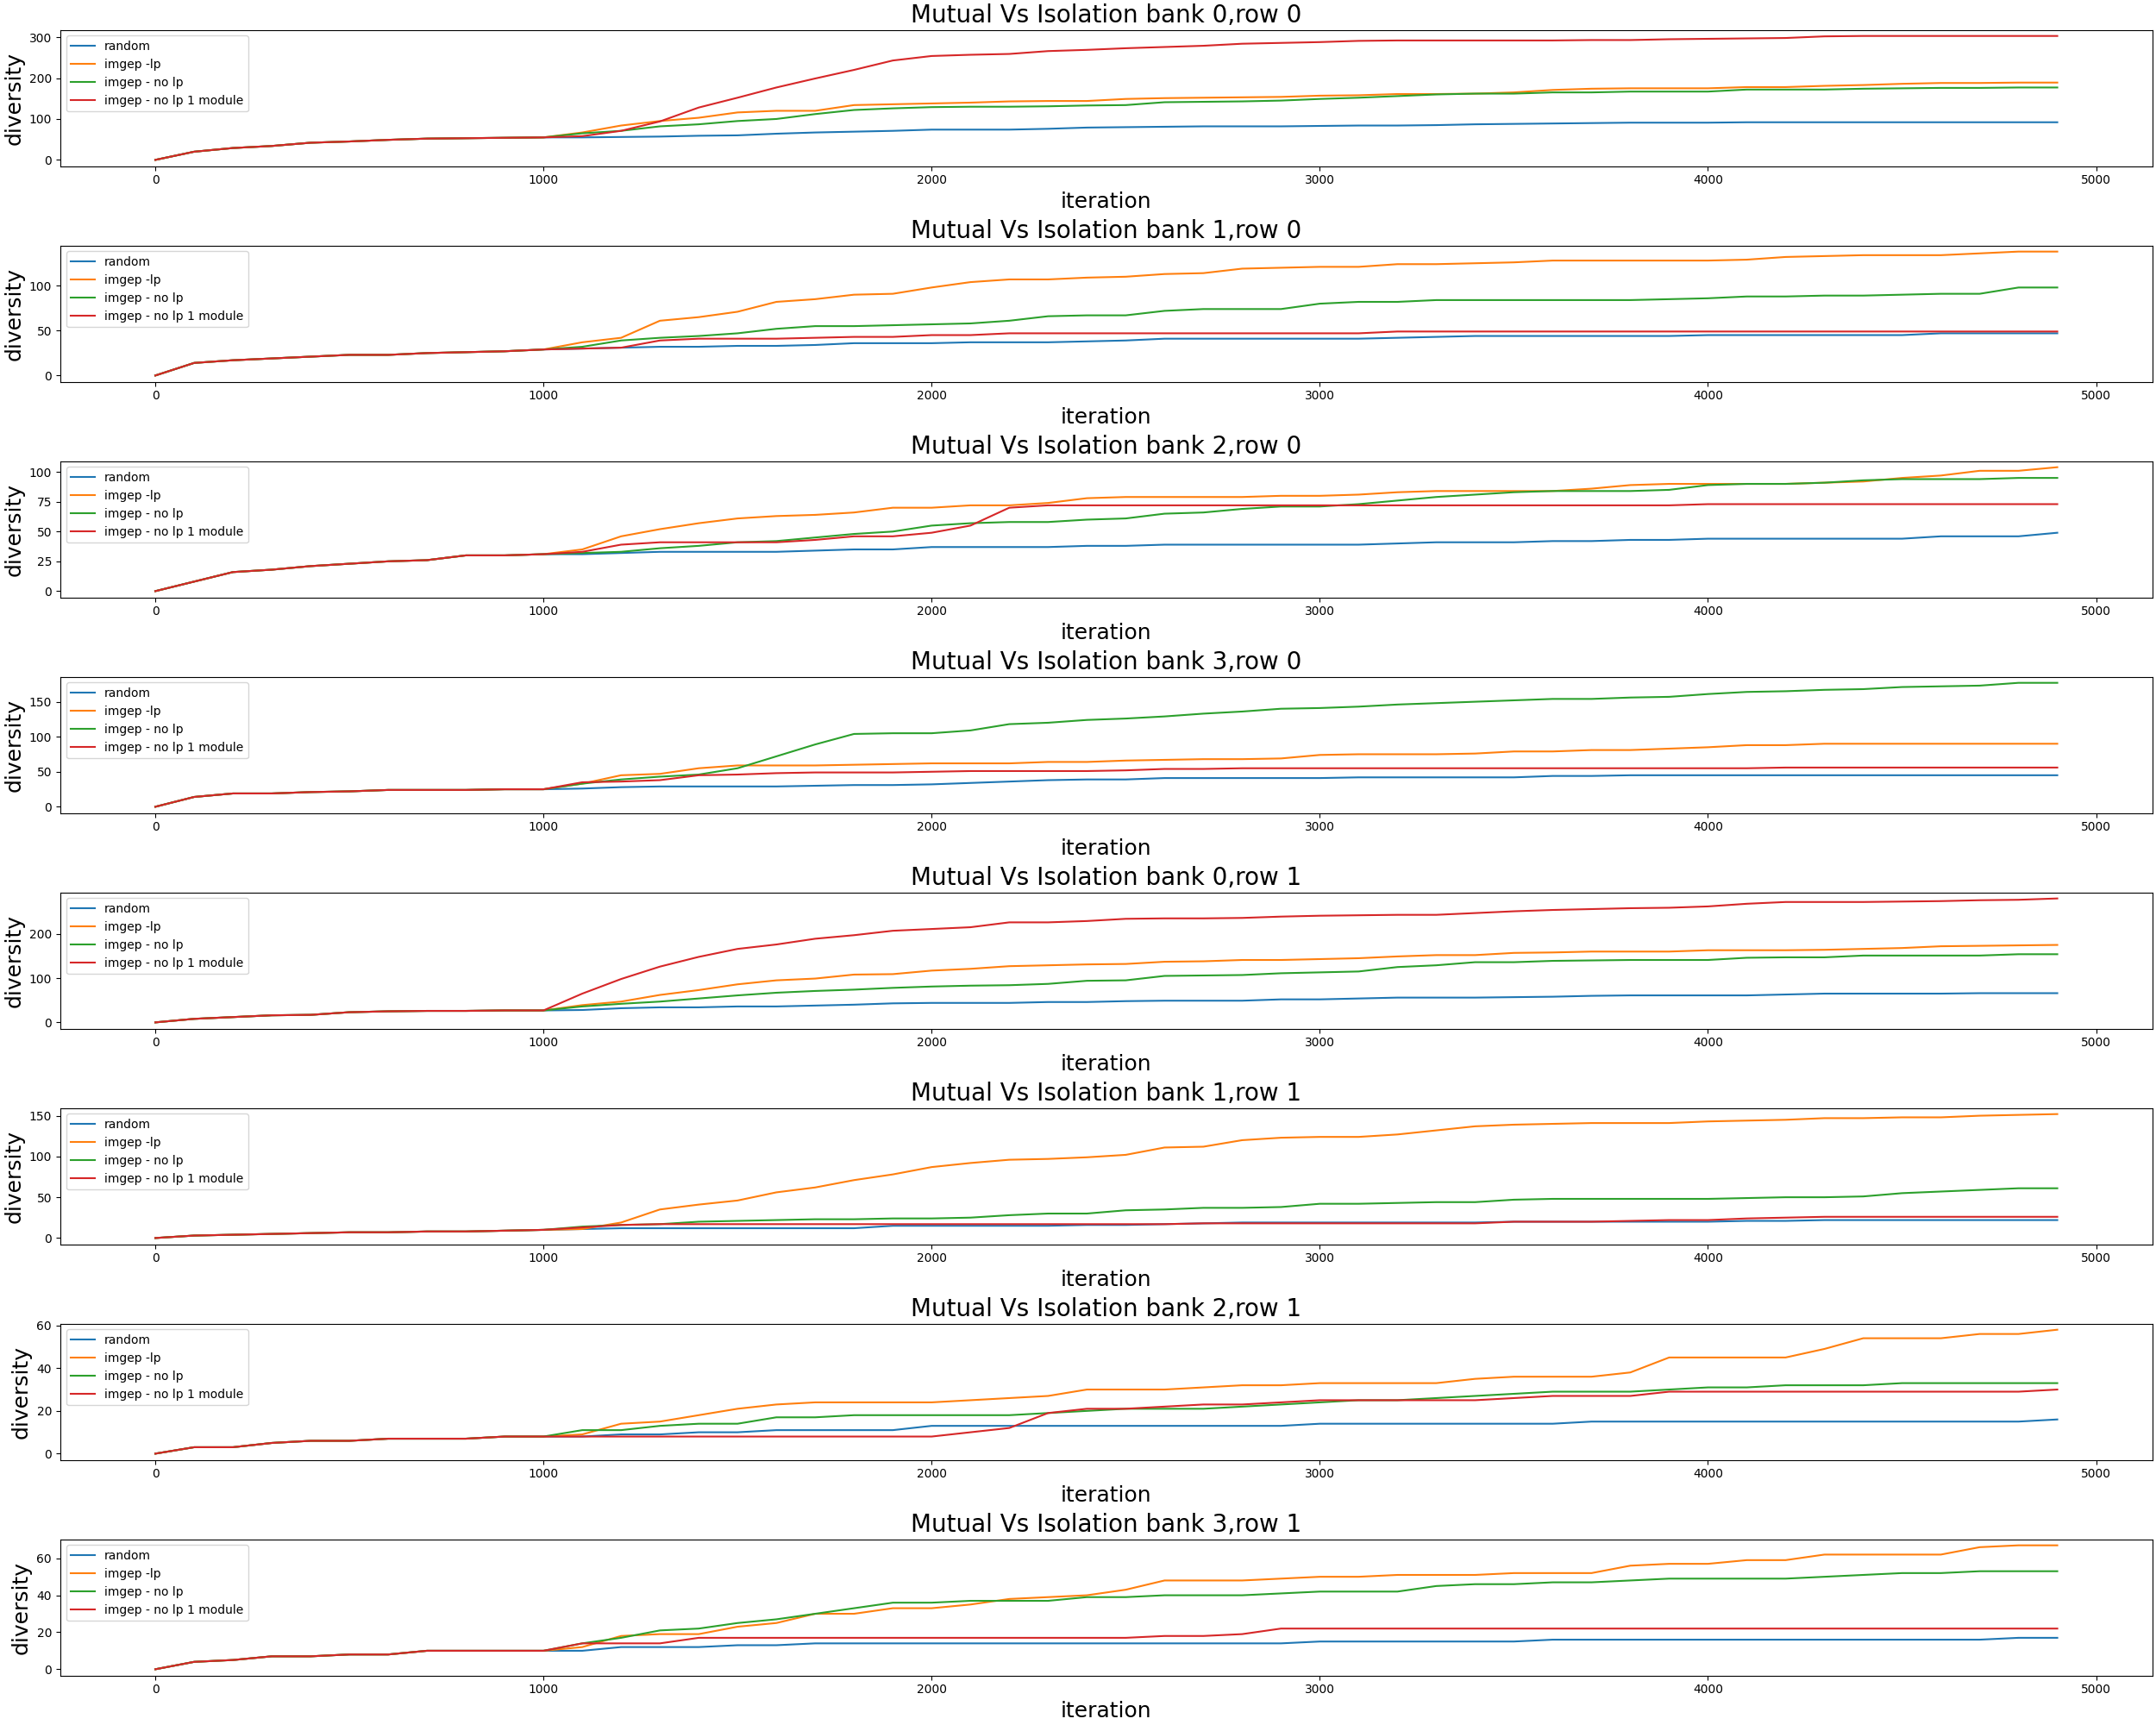 Mutual Vs Isolation bank 0,row 0
diversity
300
200
100
0
random
imgep -lp
imgep - no lp
imgep - no lp 1 module
0 1000 2000 3000 4000 5000
iteration
Mutual Vs Isolation bank 1,row 0
diversity
100
50
0
random
imgep -lp
imgep - no lp
imgep - no lp 1 module
0 1000 2000 3000 4000 5000
iteration
Mutual Vs Isolation bank 2,row 0
diversity
100
75
50
25
0
random
imgep -lp
imgep - no lp
imgep - no lp 1 module
0 1000 2000 3000 4000 5000
iteration
Mutual Vs Isolation bank 3,row 0
diversity
150
100
50
0
random
imgep -lp
imgep - no lp
imgep - no lp 1 module
0 1000 2000 3000 4000 5000
iteration
Mutual Vs Isolation bank 0,row 1
diversity
200
100
0
random
imgep -lp
imgep - no lp
imgep - no lp 1 module
0 1000 2000 3000 4000 5000
iteration
Mutual Vs Isolation bank 1,row 1
diversity
150
100
50
0
random
imgep -lp
imgep - no lp
imgep - no lp 1 module
0 1000 2000 3000 4000 5000
iteration
Mutual Vs Isolation bank 2,row 1
diversity
60
40
20
0
random
imgep -lp
imgep - no lp
imgep - no lp 1 module
0 1000 2000 3000 4000 5000
iteration
Mutual Vs Isolation bank 3,row 1
diversity
60
40
20
0
random
imgep -lp
imgep - no lp
imgep - no lp 1 module
0 1000 2000 3000 4000 5000
iteration